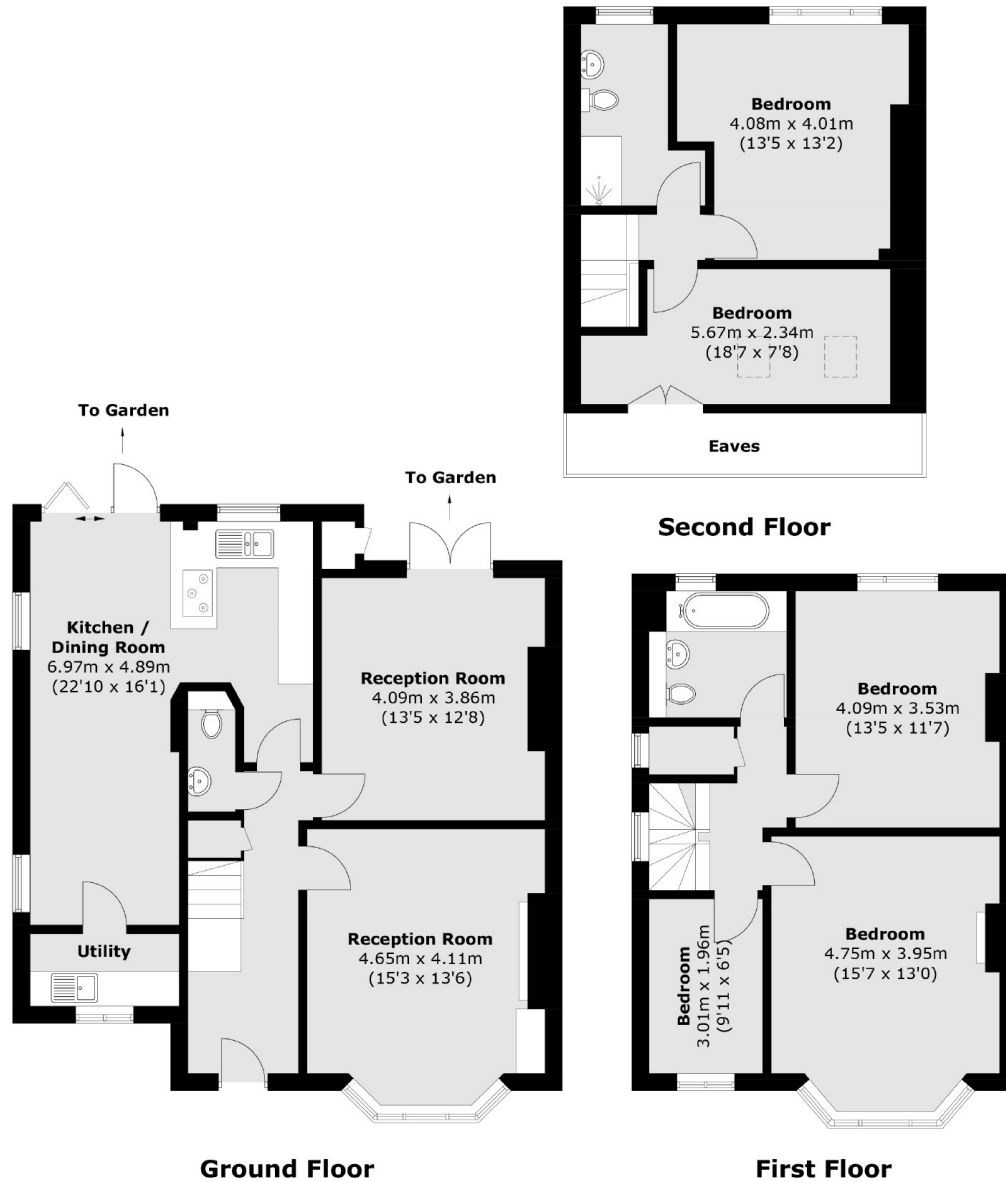 Bedroom
4.08m x 4.01m
(13'5 x 13'2)
Bedroom
5.67m x 2.34m
(18'7 x 7'8)
Eaves
Second Floor
To Garden
To Garden
Kitchen /
Dining Room
6.97m x 4.89m
(22'10 x 16'1)
Reception Room
4.09m x 3.86m
(13'5 x 12'8)
Utility
Reception Room
4.65m x 4.11m
(15'3 x 13'6)
Ground Floor
Bedroom
4.09m x 3.53m
(13'5 x 11'7)
Bedroom
3.01m x 1.96m
(9'11 x 6'5)
Bedroom
4.75m x 3.95m
(15'7 x 13'0)
First Floor